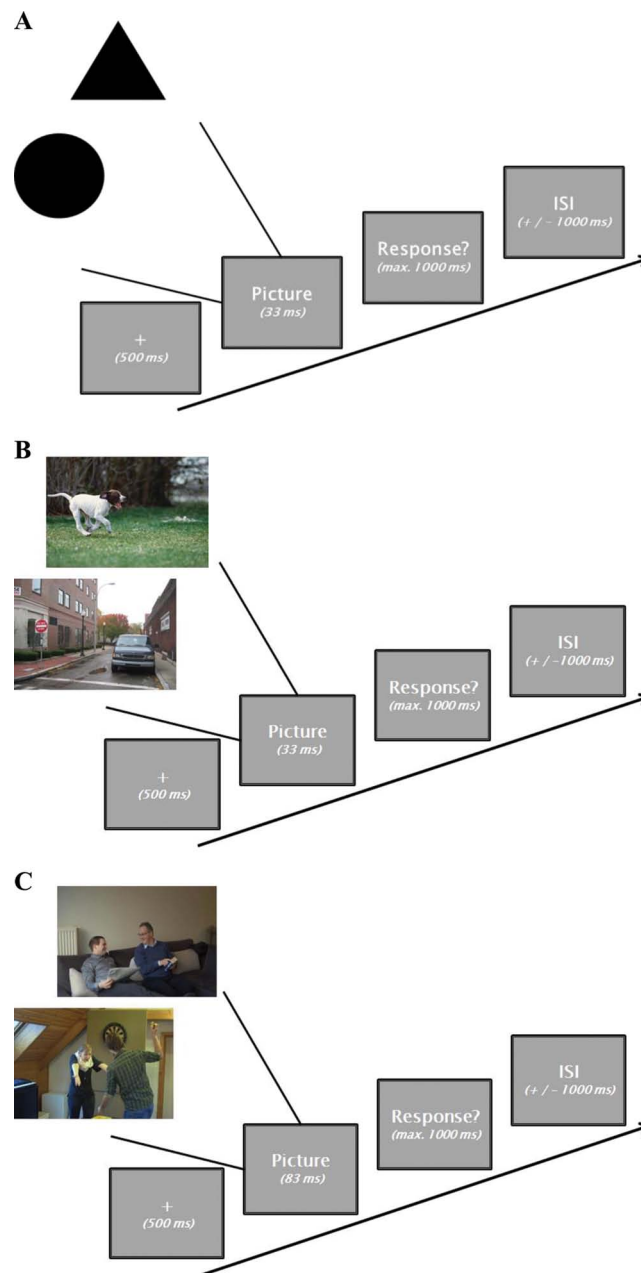 A
ISI
(+ / - 1000 ms)
Response?
(max. 1000 ms)
Picture
(33 ms)
+
(500 ms)
B
ISI
(+ / -1000 ms)
Response?
(max. 1000 ms)
Picture
(33 ms)
+
(500 ms)
C
ISI
(+ / - 1000 ms)
Response?
(max. 1000 ms)
Picture
(83 ms)
+
(500 ms)